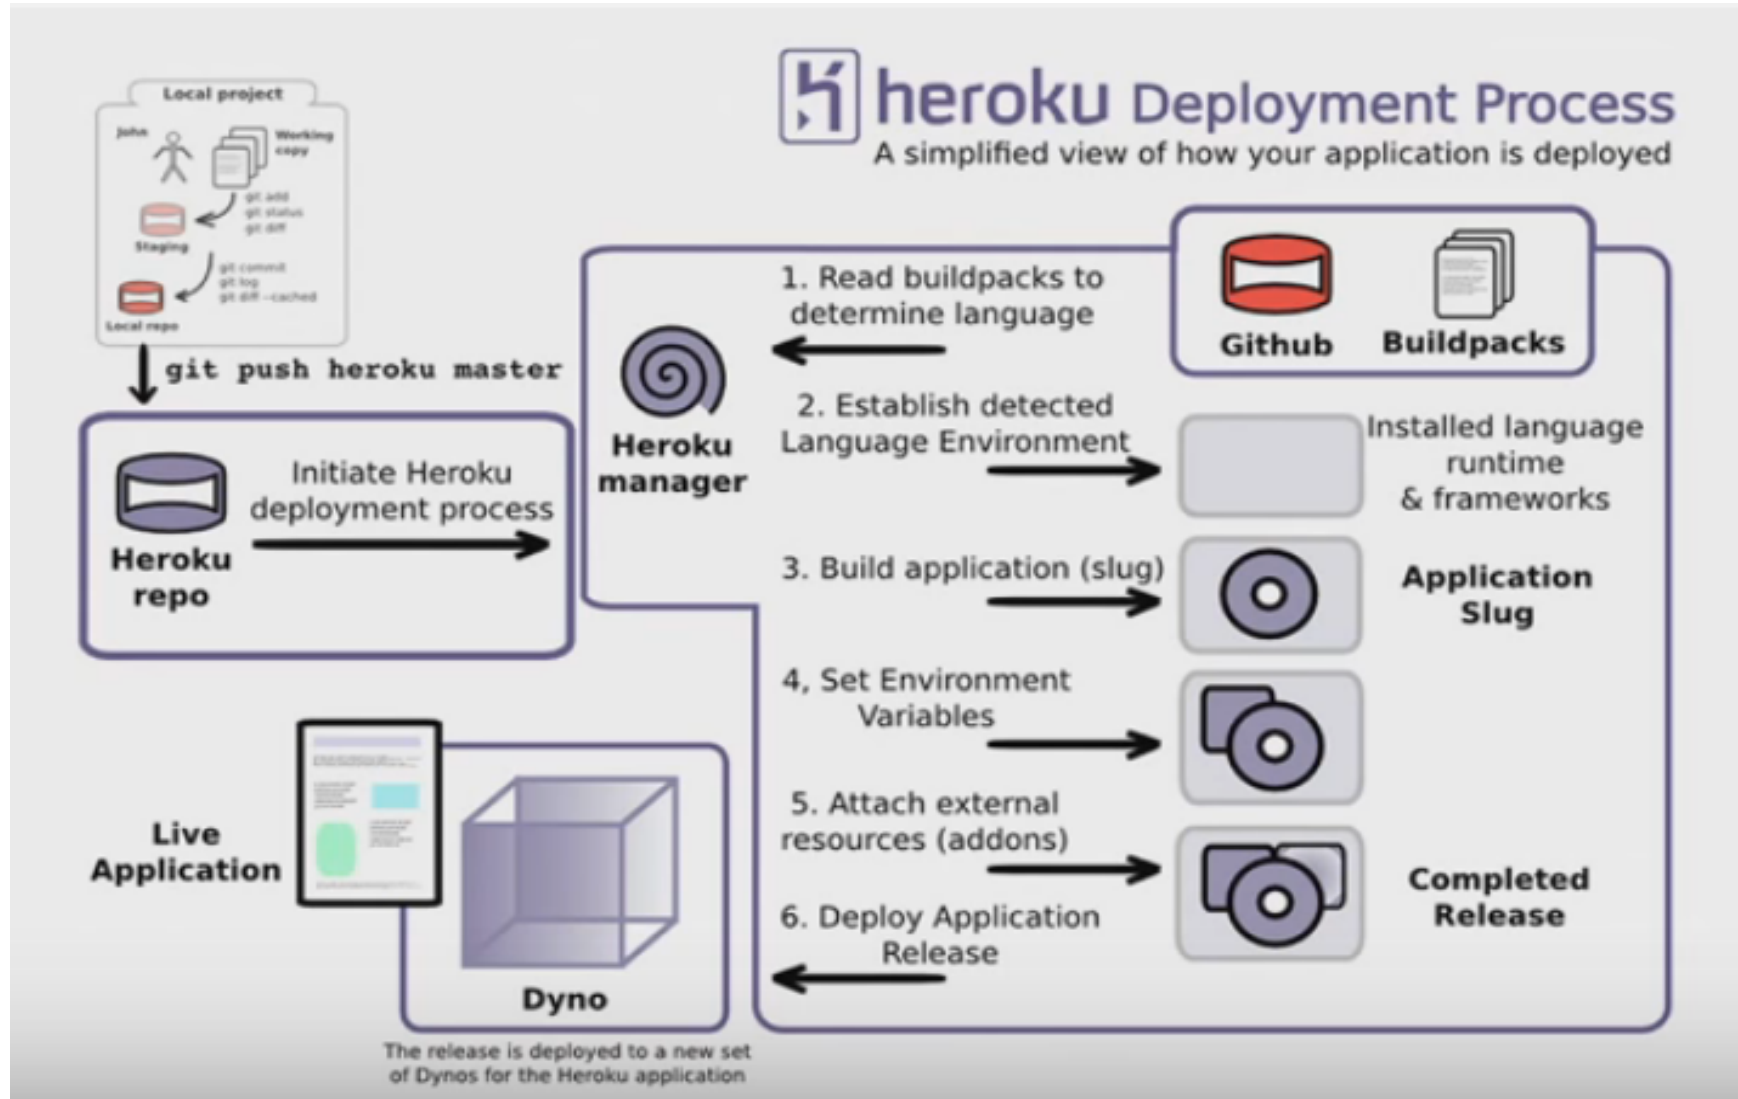 heroku Deployment Process
A simplified view of how your application is deployed
Local project
John
Working
copy
git add
git status
git diff
Staging
git commit
git log
git diff --cached
Local repo
git push heroku master
Heroku
repo
Initiate Heroku
deployment process
Heroku
manager
1. Read buildpacks to
determine language
Github
Buildpacks
2. Establish detected
Language Environment
Installed language
runtime
& frameworks
3. Build application (slug)
Application
Slug
4, Set Environment
Variables
5. Attach external
resources (addons)
Completed
Release
6. Deploy Application
Release
Live
Application
Dyno
The release is deployed to a new set
of Dynos for the Heroku application